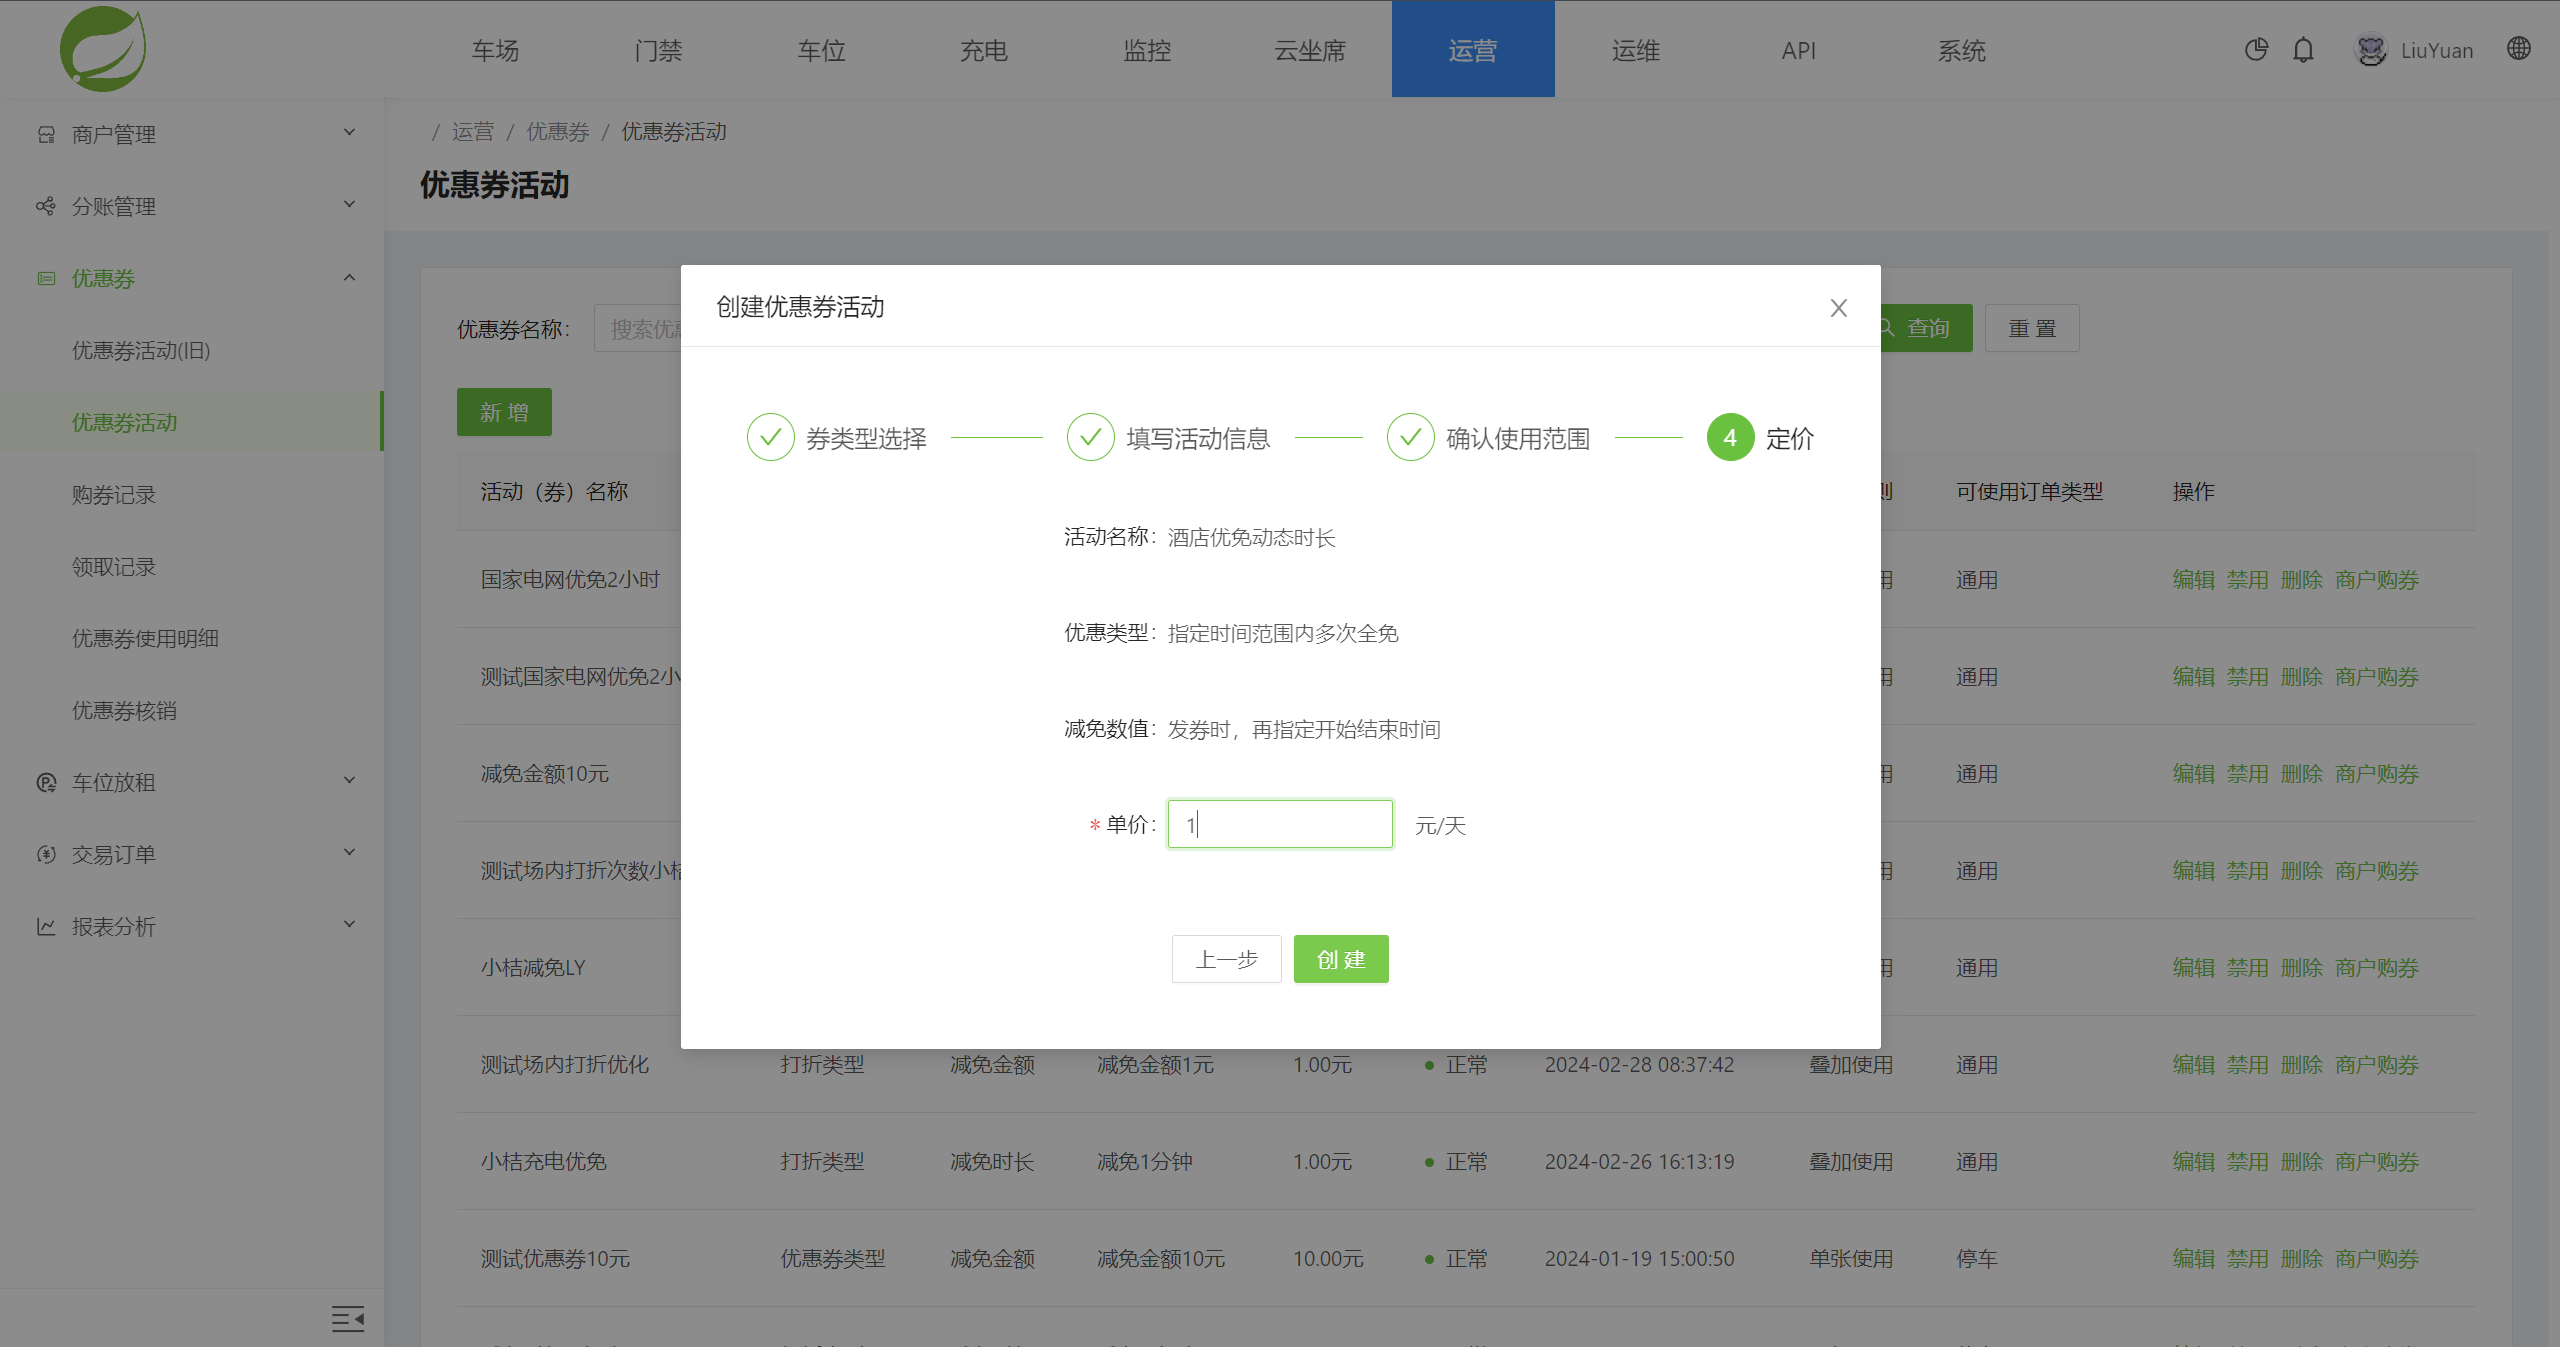 车场 门禁 车位 充电 监控 云坐席 运营 运维 API 系统 LiuYuan
商户管理
分账管理
优惠券
优惠券活动(旧)
优惠券活动
购券记录
领取记录
优惠券使用明细
优惠券核销
车位放租
交易订单
报表分析
/ 运营 / 优惠券 / 优惠券活动
优惠券活动
优惠券名称: 搜索优 查询 重置
新增
活动（券）名称 可使用订单类型 操作
国家电网优免2小时 用 通用 编辑 禁用 删除 商户购券
测试国家电网优免2小 用 通用 编辑 禁用 删除 商户购券
减免金额10元 用 通用 编辑 禁用 删除 商户购券
测试场内打折次数小桔 用 通用 编辑 禁用 删除 商户购券
小桔减免LY 用 通用 编辑 禁用 删除 商户购券
测试场内打折优化 打折类型 减免金额 减免金额1元 1.00元 正常 2024-02-28 08:37:42 叠加使用 通用 编辑 禁用 删除 商户购券
小桔充电优免 打折类型 减免时长 减免1分钟 1.00元 正常 2024-02-26 16:13:19 叠加使用 通用 编辑 禁用 删除 商户购券
测试优惠券10元 优惠券类型 减免金额 减免金额10元 10.00元 正常 2024-01-19 15:00:50 单张使用 停车 编辑 禁用 删除 商户购券
创建优惠券活动
券类型选择 填写活动信息 确认使用范围 4 定价
活动名称: 酒店优免动态时长
优惠类型: 指定时间范围内多次全免
减免数值: 发券时，再指定开始结束时间
* 单价: 1 元/天
上一步 创建